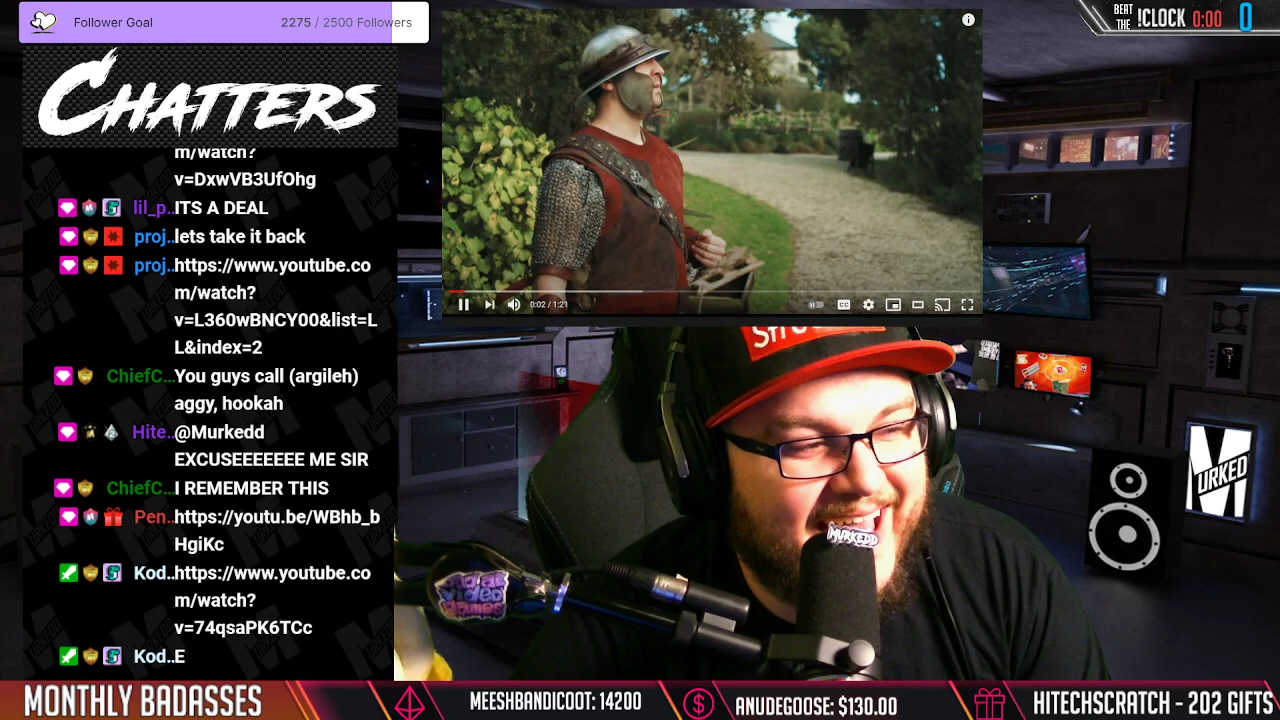 Follower Goal
2275 / 2500 Followers
BEAT THE !CLOCK 0:00 0
CHATTERS
m/watch?
v=DxwVB3UfOhg
lil_p.. ITS A DEAL
proj.. lets take it back
proj.. https://www.youtube.co
m/watch?
v=L360wBNCY00&list=L
L&index=2
ChiefC... You guys call (argileh)
aggy, hookah
Hite.. @Murkedd
EXCUSEEEEEEE ME SIR
ChiefC... I REMEMBER THIS
Pen.. https://youtu.be/WBhb_b
HgiKc
Kod.. https://www.youtube.co
m/watch?
v=74qsaPK6TCc
Kod.. E
0:02 / 1:21
CC
MURKEDD
Video
Games
MURKED
MONTHLY BADASSES
MEESHBANDICOOT: 14200
ANUDEGOOSE: $130.00
HITECHSCRATCH - 202 GIFTS